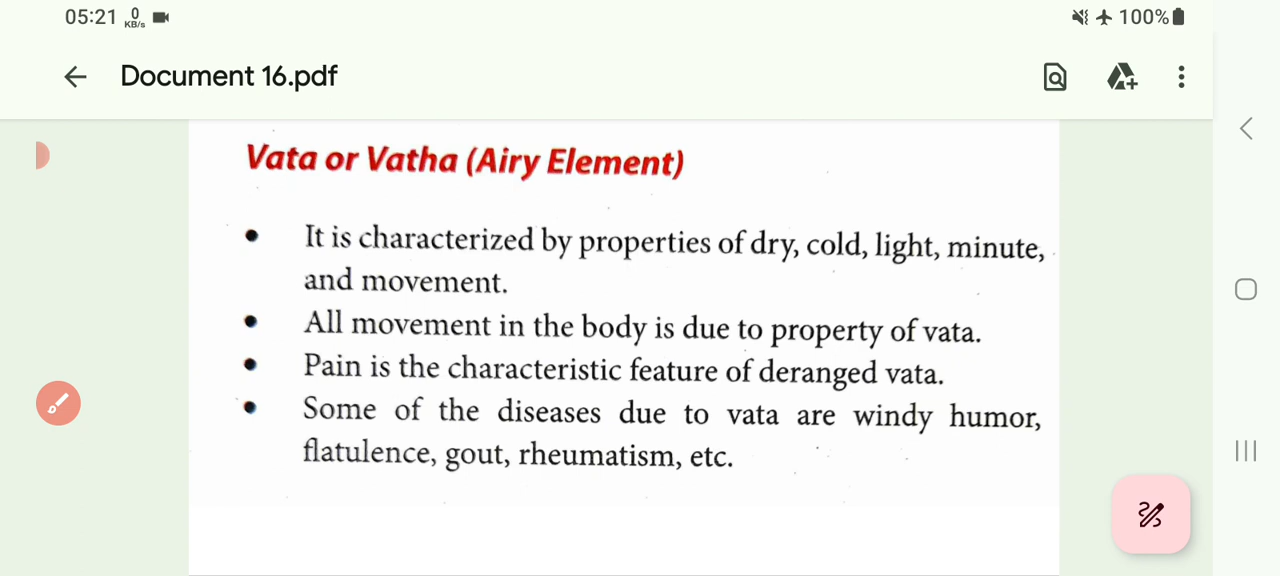 05:21 0 KB/s 100%
Document 16.pdf
Vata or Vatha (Airy Element)
• It is characterized by properties of dry, cold, light, minute,
and movement.
• All movement in the body is due to property of vata.
• Pain is the characteristic feature of deranged vata.
• Some of the diseases due to vata are windy humor,
flatulence, gout, rheumatism, etc.